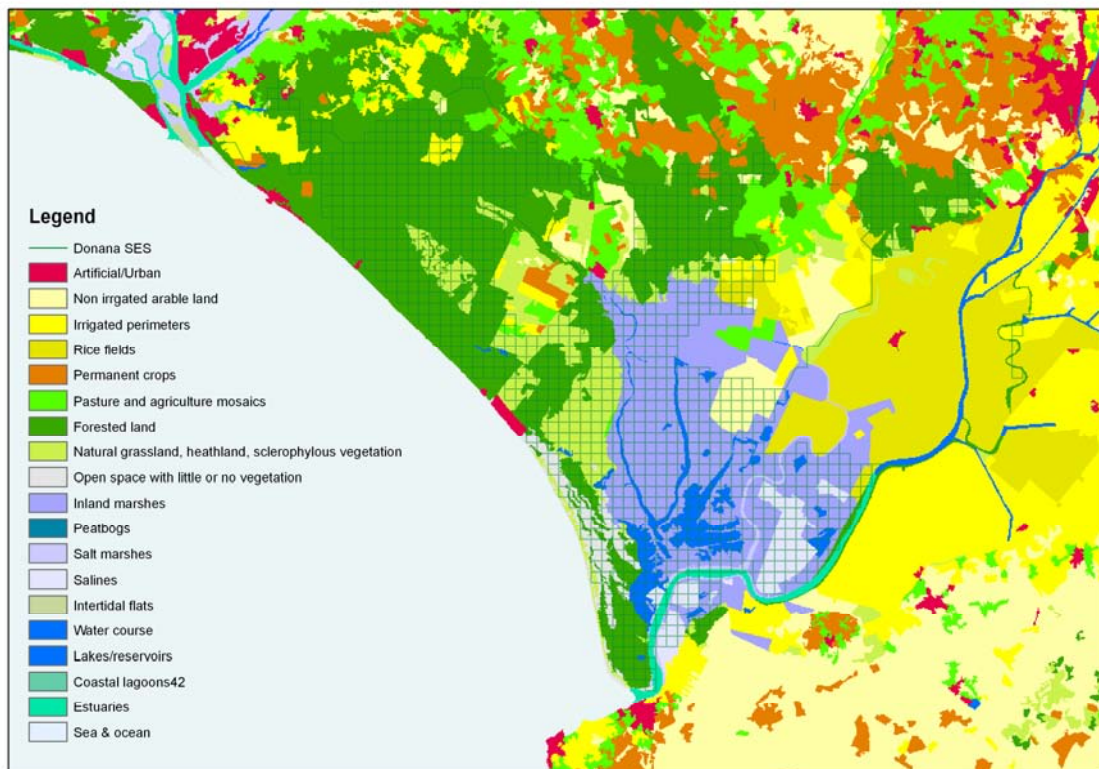 Legend
Donana SES
Artificial/Urban
Non irrgated arable land
Irrigated perimeters
Rice fields
Permanent crops
Pasture and agriculture mosaics
Forested land
Natural grassland, heathland, sclerophylous vegetation
Open space with little or no vegetation
Inland marshes
Peatbogs
Salt marshes
Salines
Intertidal flats
Water course
Lakes/reservoirs
Coastal lagoons42
Estuaries
Sea & ocean